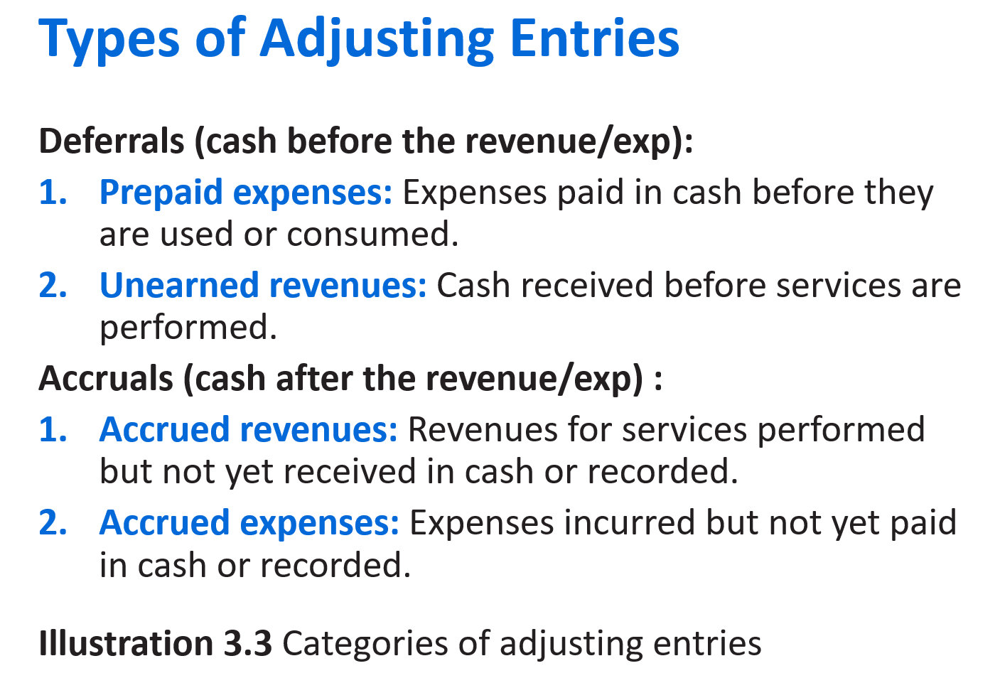 Types of Adjusting Entries
Deferrals (cash before the revenue/exp):
1. Prepaid expenses: Expenses paid in cash before they
are used or consumed.
2. Unearned revenues: Cash received before services are
performed.
Accruals (cash after the revenue/exp) :
1. Accrued revenues: Revenues for services performed
but not yet received in cash or recorded.
2. Accrued expenses: Expenses incurred but not yet paid
in cash or recorded.
Illustration 3.3 Categories of adjusting entries